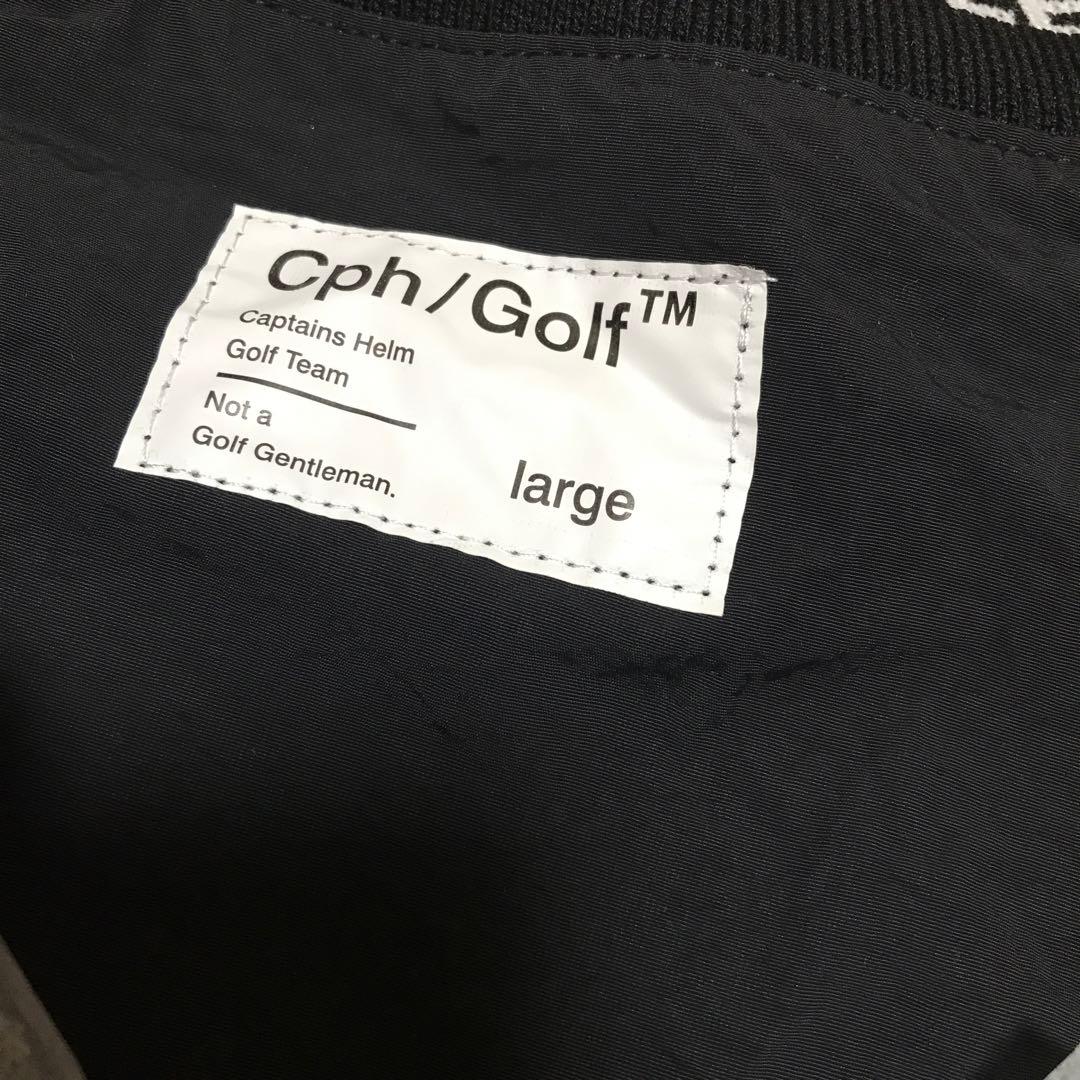 Cph/Golf™
Captains Helm
Golf Team
Not a
Golf Gentleman.
large